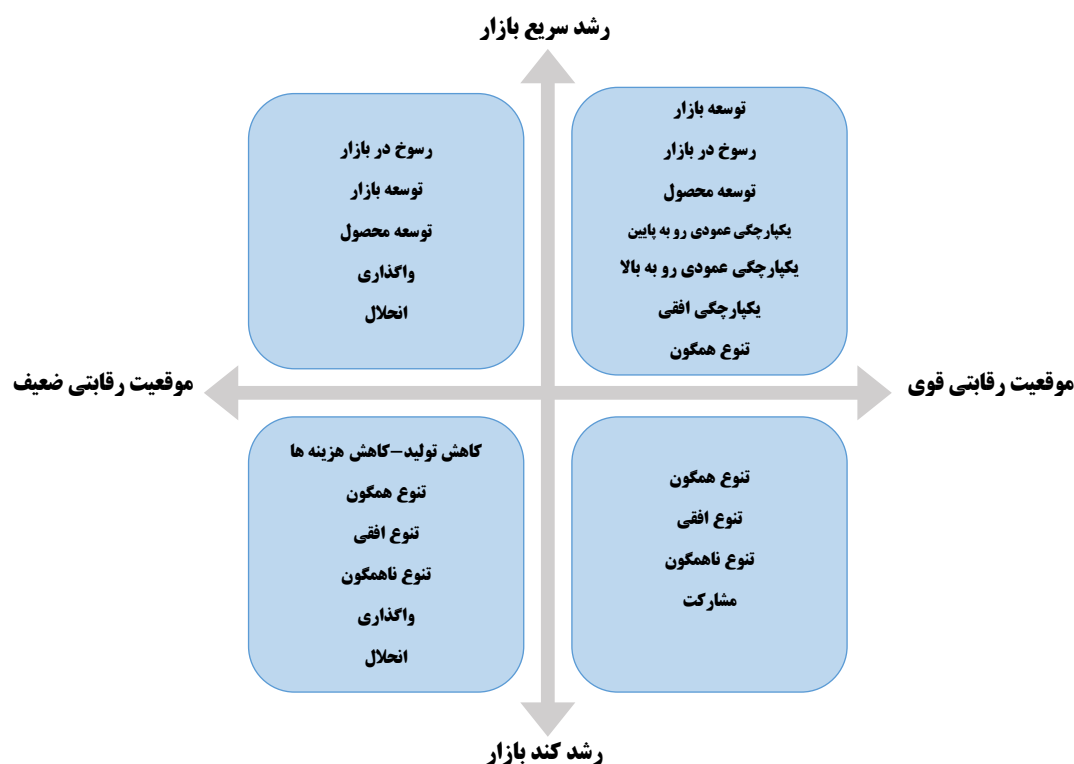 رشد سریع بازار
توسعه بازار
رسوخ در بازار
توسعه محصول
یکپارچگی عمودی رو به پایین
یکپارچگی عمودی رو به بالا
یکپارچگی افقی
تنوع همگون
رسوخ در بازار
توسعه بازار
توسعه محصول
واگذاری
انحلال
موقعیت رقابتی قوی
موقعیت رقابتی ضعیف
تنوع همگون
تنوع افقی
تنوع ناهمگون
مشارکت
کاهش تولید–کاهش هزینه ها
تنوع همگون
تنوع افقی
تنوع ناهمگون
واگذاری
انحلال
رشد کند بازار